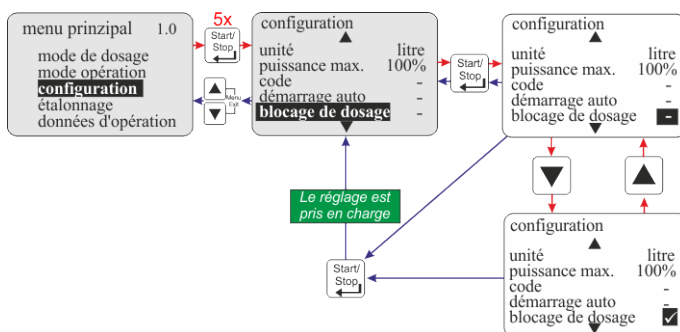 menu prinzipal 1.0
mode de dosage
mode opération
configuration
étalonnage
données d'opération
5x
Start/
Stop
Menu
Exit
configuration
unité litre
puissance max. 100%
code -
démarrage auto -
blocage de dosage -
Start/
Stop
configuration
unité litre
puissance max. 100%
code -
démarrage auto -
blocage de dosage -
Le réglage est
pris en charge
Start/
Stop
configuration
unité litre
puissance max. 100%
code -
démarrage auto -
blocage de dosage ✓